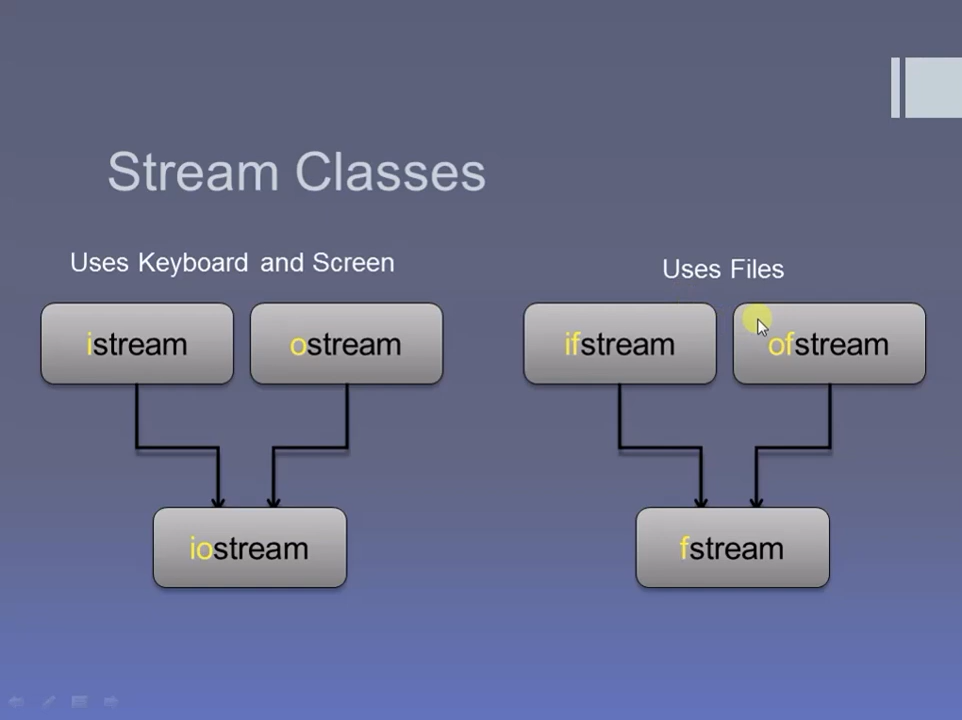 Stream Classes
Uses Keyboard and Screen
istream
ostream
iostream
Uses Files
ifstream
ofstream
fstream